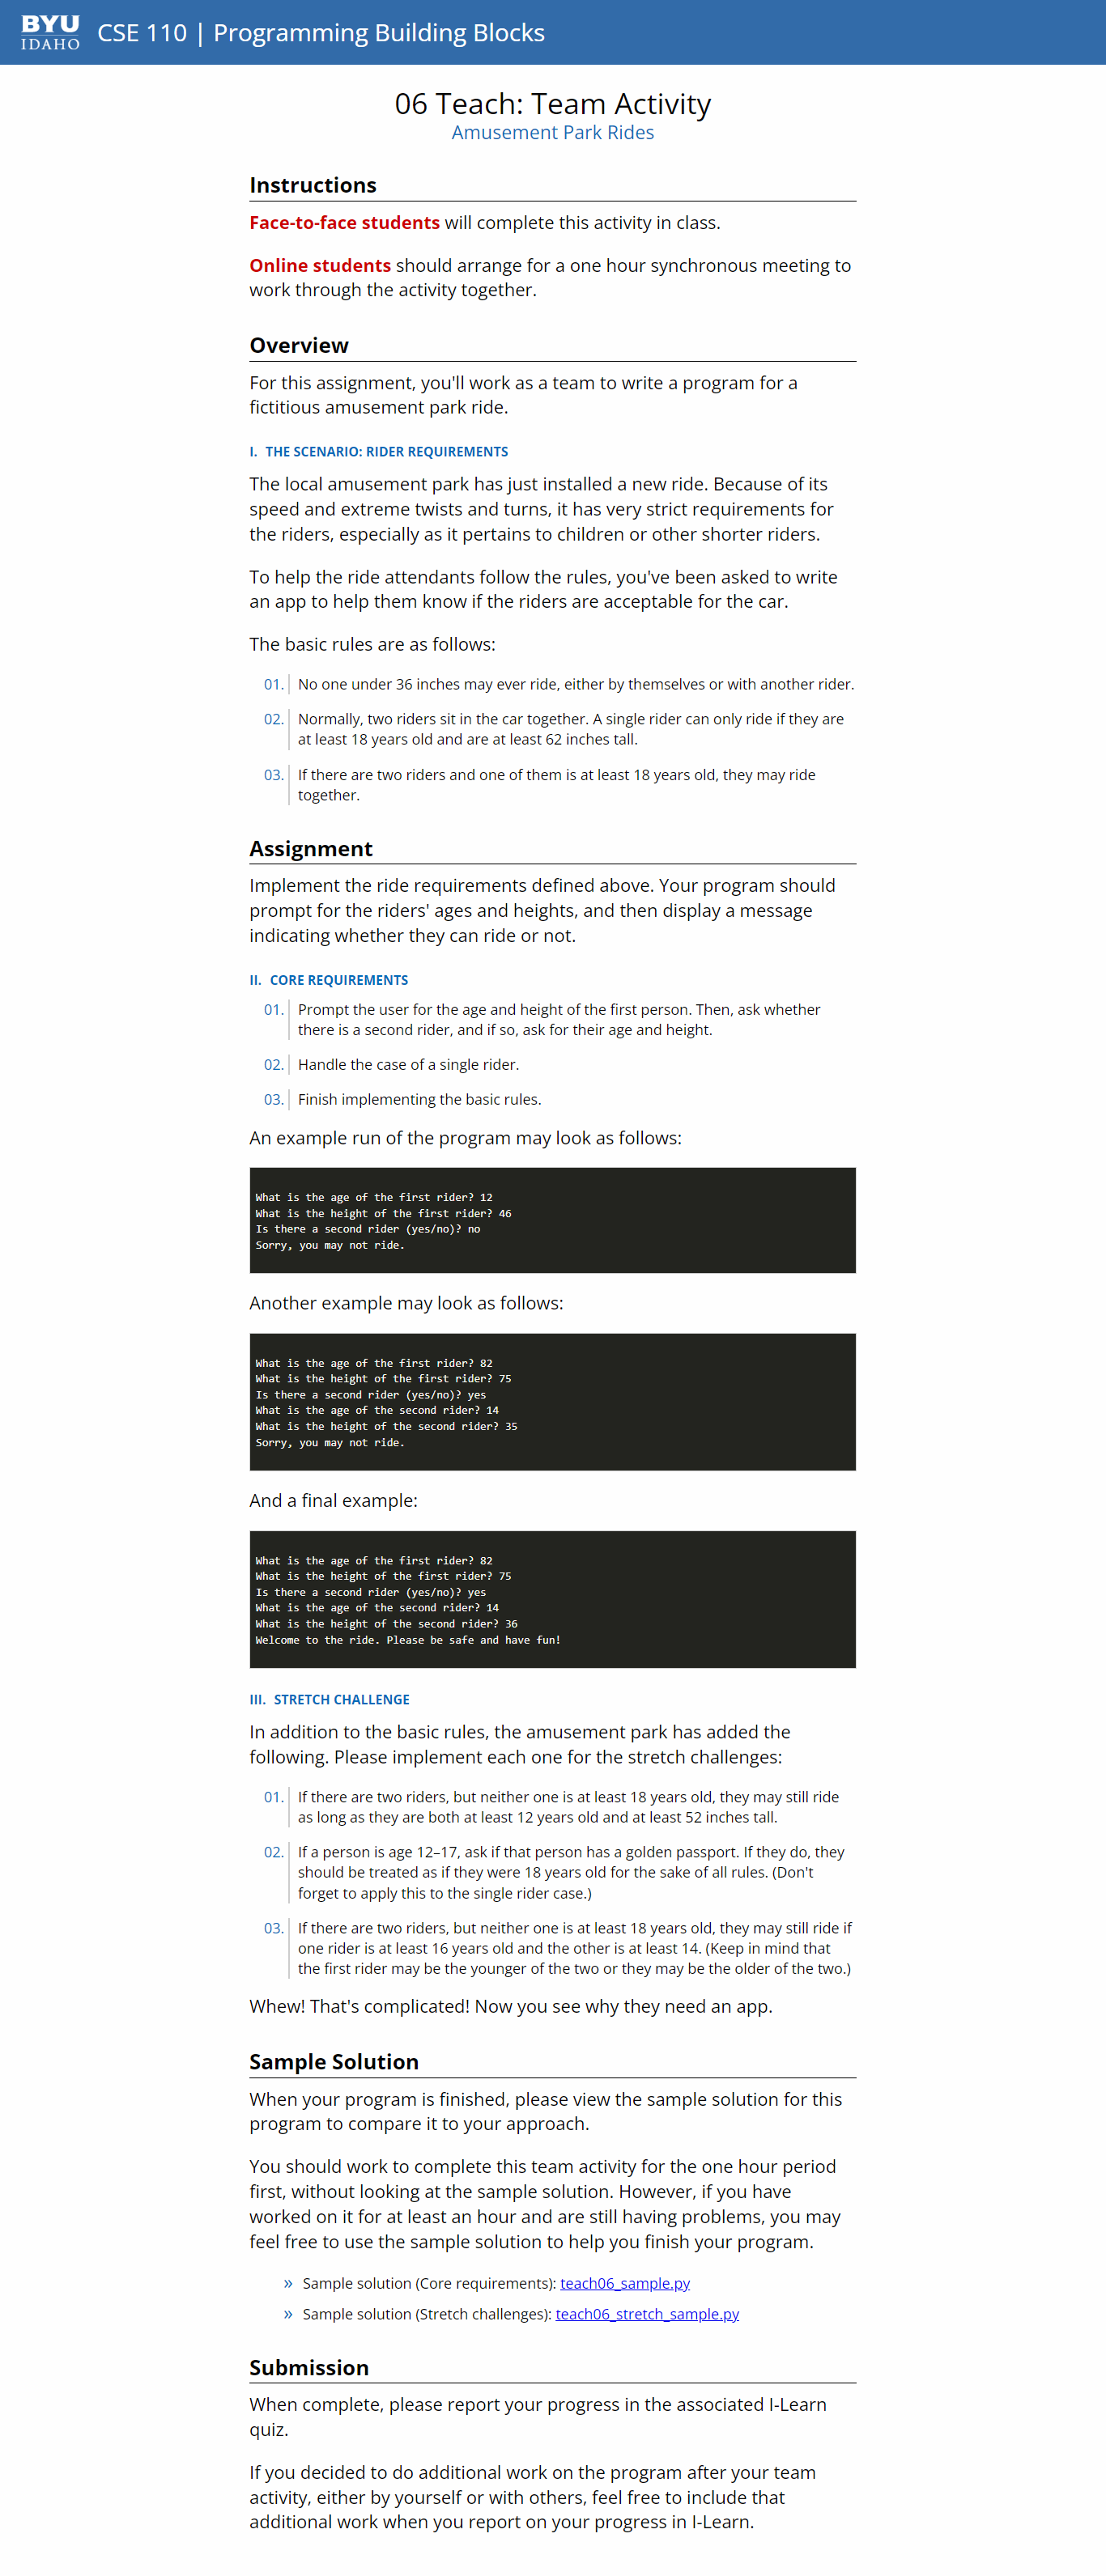 BYU
IDAHO
CSE 110 | Programming Building Blocks
06 Teach: Team Activity
Amusement Park Rides
Instructions
Face-to-face students will complete this activity in class.
Online students should arrange for a one hour synchronous meeting to
work through the activity together.
Overview
For this assignment, you'll work as a team to write a program for a
fictitious amusement park ride.
I. THE SCENARIO: RIDER REQUIREMENTS
The local amusement park has just installed a new ride. Because of its
speed and extreme twists and turns, it has very strict requirements for
the riders, especially as it pertains to children or other shorter riders.
To help the ride attendants follow the rules, you've been asked to write
an app to help them know if the riders are acceptable for the car.
The basic rules are as follows:
01. No one under 36 inches may ever ride, either by themselves or with another rider.
02. Normally, two riders sit in the car together. A single rider can only ride if they are
at least 18 years old and are at least 62 inches tall.
03. If there are two riders and one of them is at least 18 years old, they may ride
together.
Assignment
Implement the ride requirements defined above. Your program should
prompt for the riders' ages and heights, and then display a message
indicating whether they can ride or not.
II. CORE REQUIREMENTS
01. Prompt the user for the age and height of the first person. Then, ask whether
there is a second rider, and if so, ask for their age and height.
02. Handle the case of a single rider.
03. Finish implementing the basic rules.
An example run of the program may look as follows:
What is the age of the first rider? 12
What is the height of the first rider? 46
Is there a second rider (yes/no)? no
Sorry, you may not ride.
Another example may look as follows:
What is the age of the first rider? 82
What is the height of the first rider? 75
Is there a second rider (yes/no)? yes
What is the age of the second rider? 14
What is the height of the second rider? 35
Sorry, you may not ride.
And a final example:
What is the age of the first rider? 82
What is the height of the first rider? 75
Is there a second rider (yes/no)? yes
What is the age of the second rider? 14
What is the height of the second rider? 36
Welcome to the ride. Please be safe and have fun!
III. STRETCH CHALLENGE
In addition to the basic rules, the amusement park has added the
following. Please implement each one for the stretch challenges:
01. If there are two riders, but neither one is at least 18 years old, they may still ride
as long as they are both at least 12 years old and at least 52 inches tall.
02. If a person is age 12–17, ask if that person has a golden passport. If they do, they
should be treated as if they were 18 years old for the sake of all rules. (Don't
forget to apply this to the single rider case.)
03. If there are two riders, but neither one is at least 18 years old, they may still ride if
one rider is at least 16 years old and the other is at least 14. (Keep in mind that
the first rider may be the younger of the two or they may be the older of the two.)
Whew! That's complicated! Now you see why they need an app.
Sample Solution
When your program is finished, please view the sample solution for this
program to compare it to your approach.
You should work to complete this team activity for the one hour period
first, without looking at the sample solution. However, if you have
worked on it for at least an hour and are still having problems, you may
feel free to use the sample solution to help you finish your program.
» Sample solution (Core requirements): teach06_sample.py
» Sample solution (Stretch challenges): teach06_stretch_sample.py
Submission
When complete, please report your progress in the associated I-Learn
quiz.
If you decided to do additional work on the program after your team
activity, either by yourself or with others, feel free to include that
additional work when you report on your progress in I-Learn.